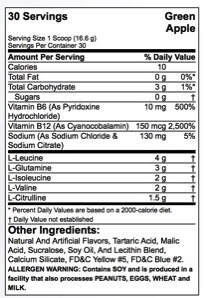 30 Servings Green Apple
Serving Size 1 Scoop (16.6 g)
Servings Per Container 30
Amount Per Serving % Daily Value
Calories 10
Total Fat 0 g 0%*
Total Carbohydrate 3 g 1%*
Sugars 0 g †
Vitamin B6 (As Pyridoxine Hydrochloride) 10 mg 500%
Vitamin B12 (As Cyanocobalamin) 150 mcg 2,500%
Sodium (As Sodium Chloride & Sodium Citrate) 130 mg 5%
L-Leucine 4 g †
L-Glutamine 3 g †
L-Isoleucine 2 g †
L-Valine 2 g †
L-Citrulline 1.5 g †
* Percent Daily Values are based on a 2000-calorie diet.
† Daily Value not established
Other Ingredients:
Natural And Artificial Flavors, Tartaric Acid, Malic
Acid, Sucralose, Soy Oil, And Lecithin Blend,
Calcium Silicate, FD&C Yellow #5, FD&C Blue #2.
ALLERGEN WARNING: Contains SOY and is produced in a
facility that also processes PEANUTS, EGGS, WHEAT and
MILK.